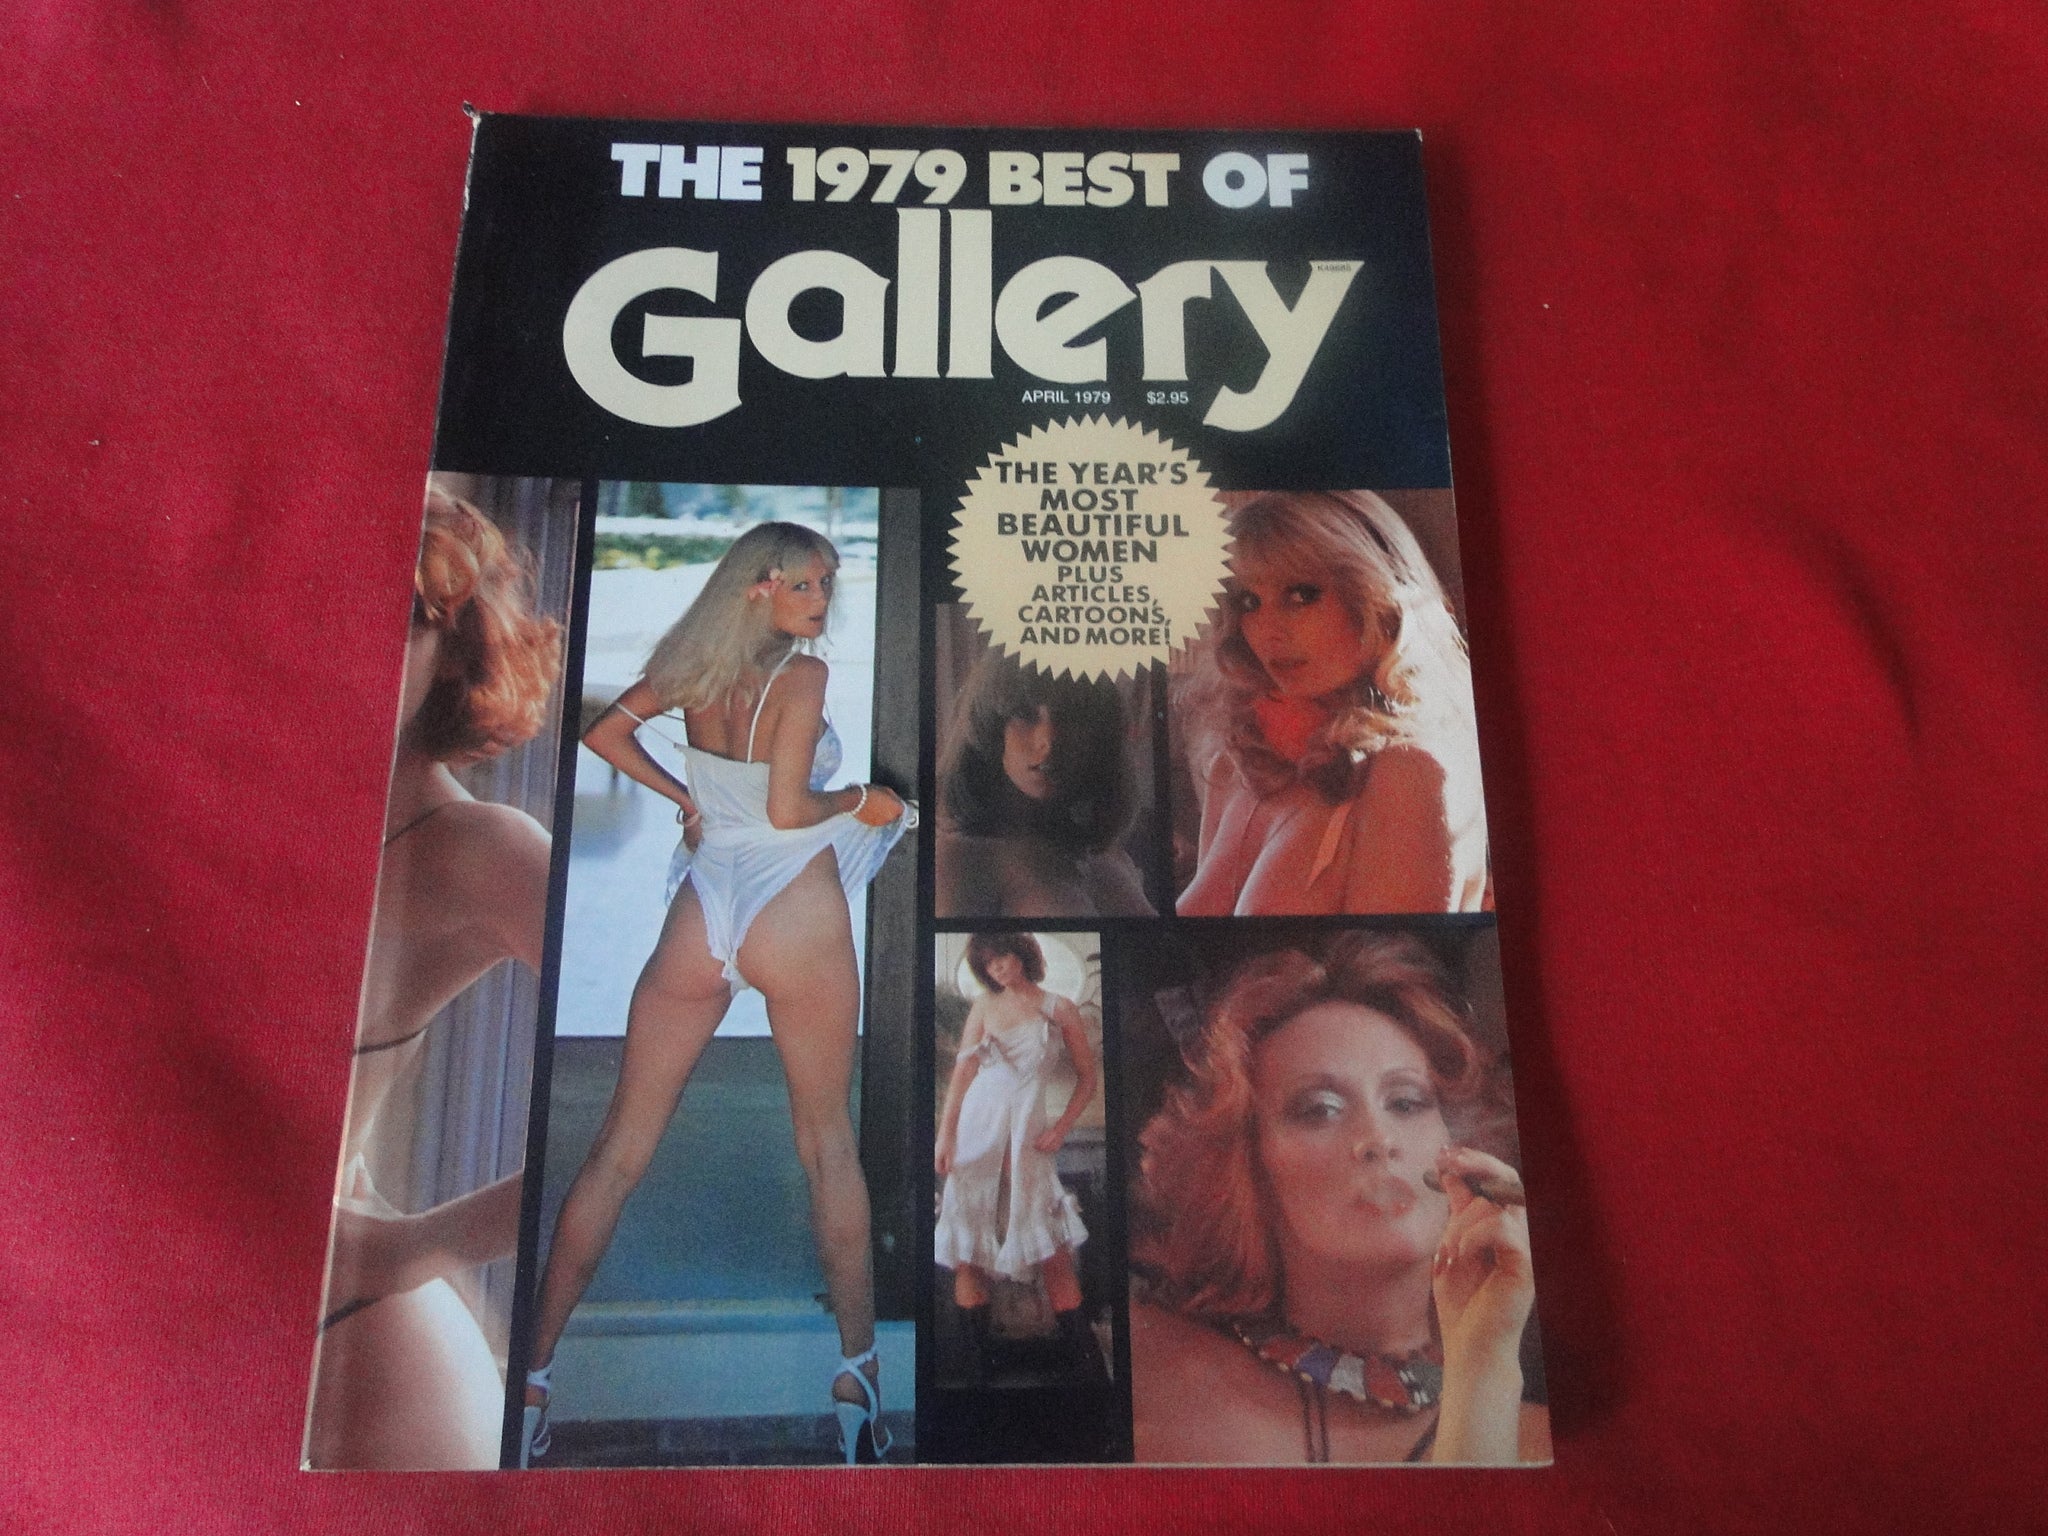 THE 1979 BEST OF
Gallery
K49685
APRIL 1979 $2.95
THE YEAR'S
MOST
BEAUTIFUL
WOMEN
PLUS
ARTICLES,
CARTOONS,
AND MORE!